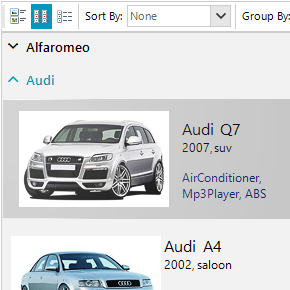 Sort By: None Group By:
Alfaromeo
Audi
Audi Q7
2007, suv
AirConditioner,
Mp3Player, ABS
Audi A4
2002, saloon